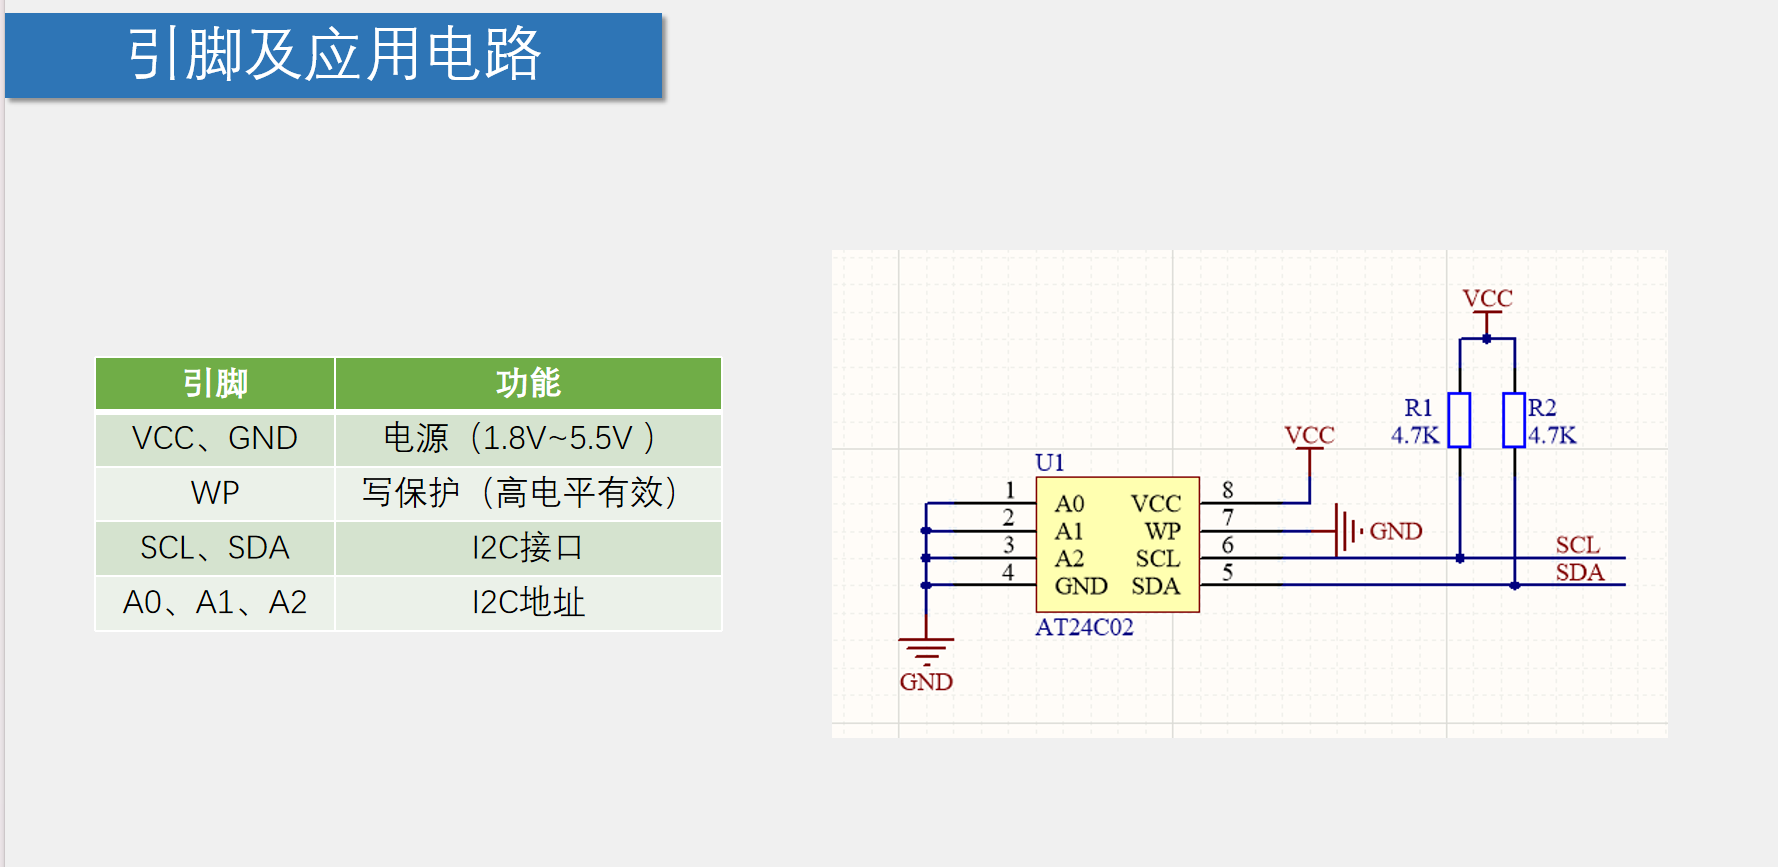 引脚及应用电路
引脚 功能
VCC、GND 电源（1.8V~5.5V ）
WP 写保护（高电平有效）
SCL、SDA I2C接口
A0、A1、A2 I2C地址
VCC
R1 R2
4.7K 4.7K
VCC
U1
1 A0 VCC 8
2 A1 WP 7 GND
3 A2 SCL 6 SCL
4 GND SDA 5 SDA
AT24C02
GND